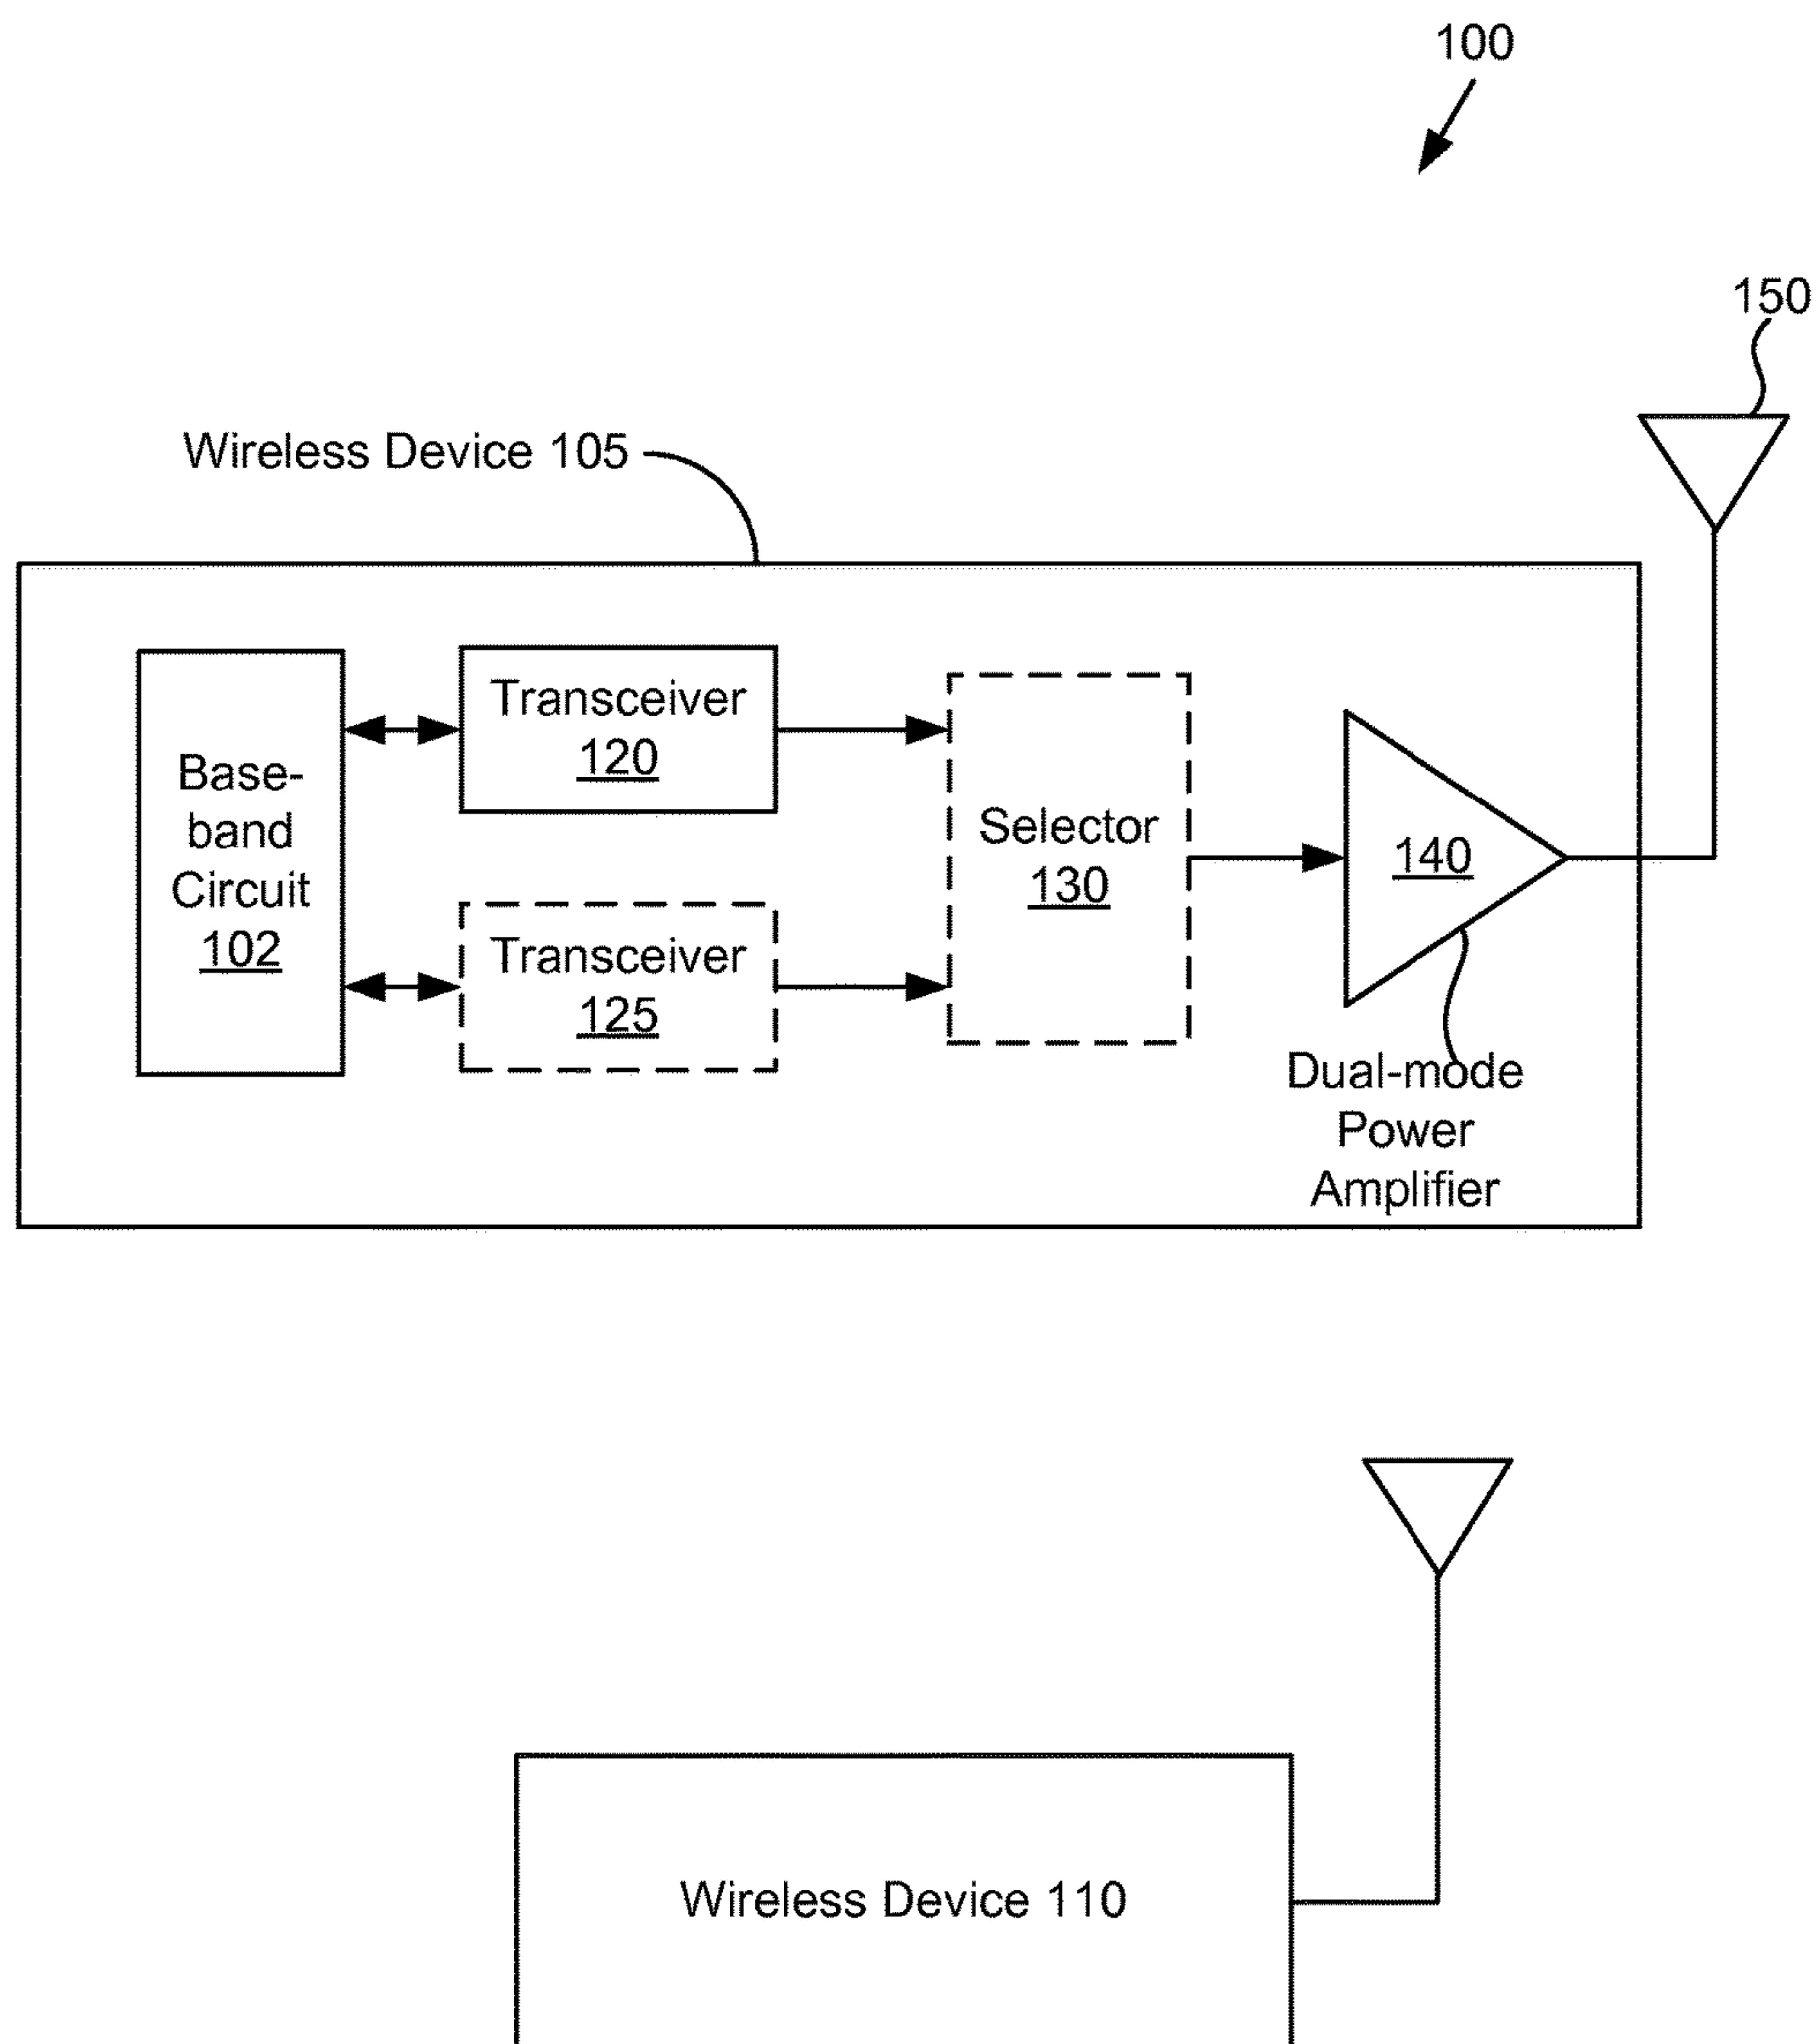 100
150
Wireless Device 105
Base-
band
Circuit
102
Transceiver
120
Transceiver
125
Selector
130
140
Dual-mode
Power
Amplifier
Wireless Device 110